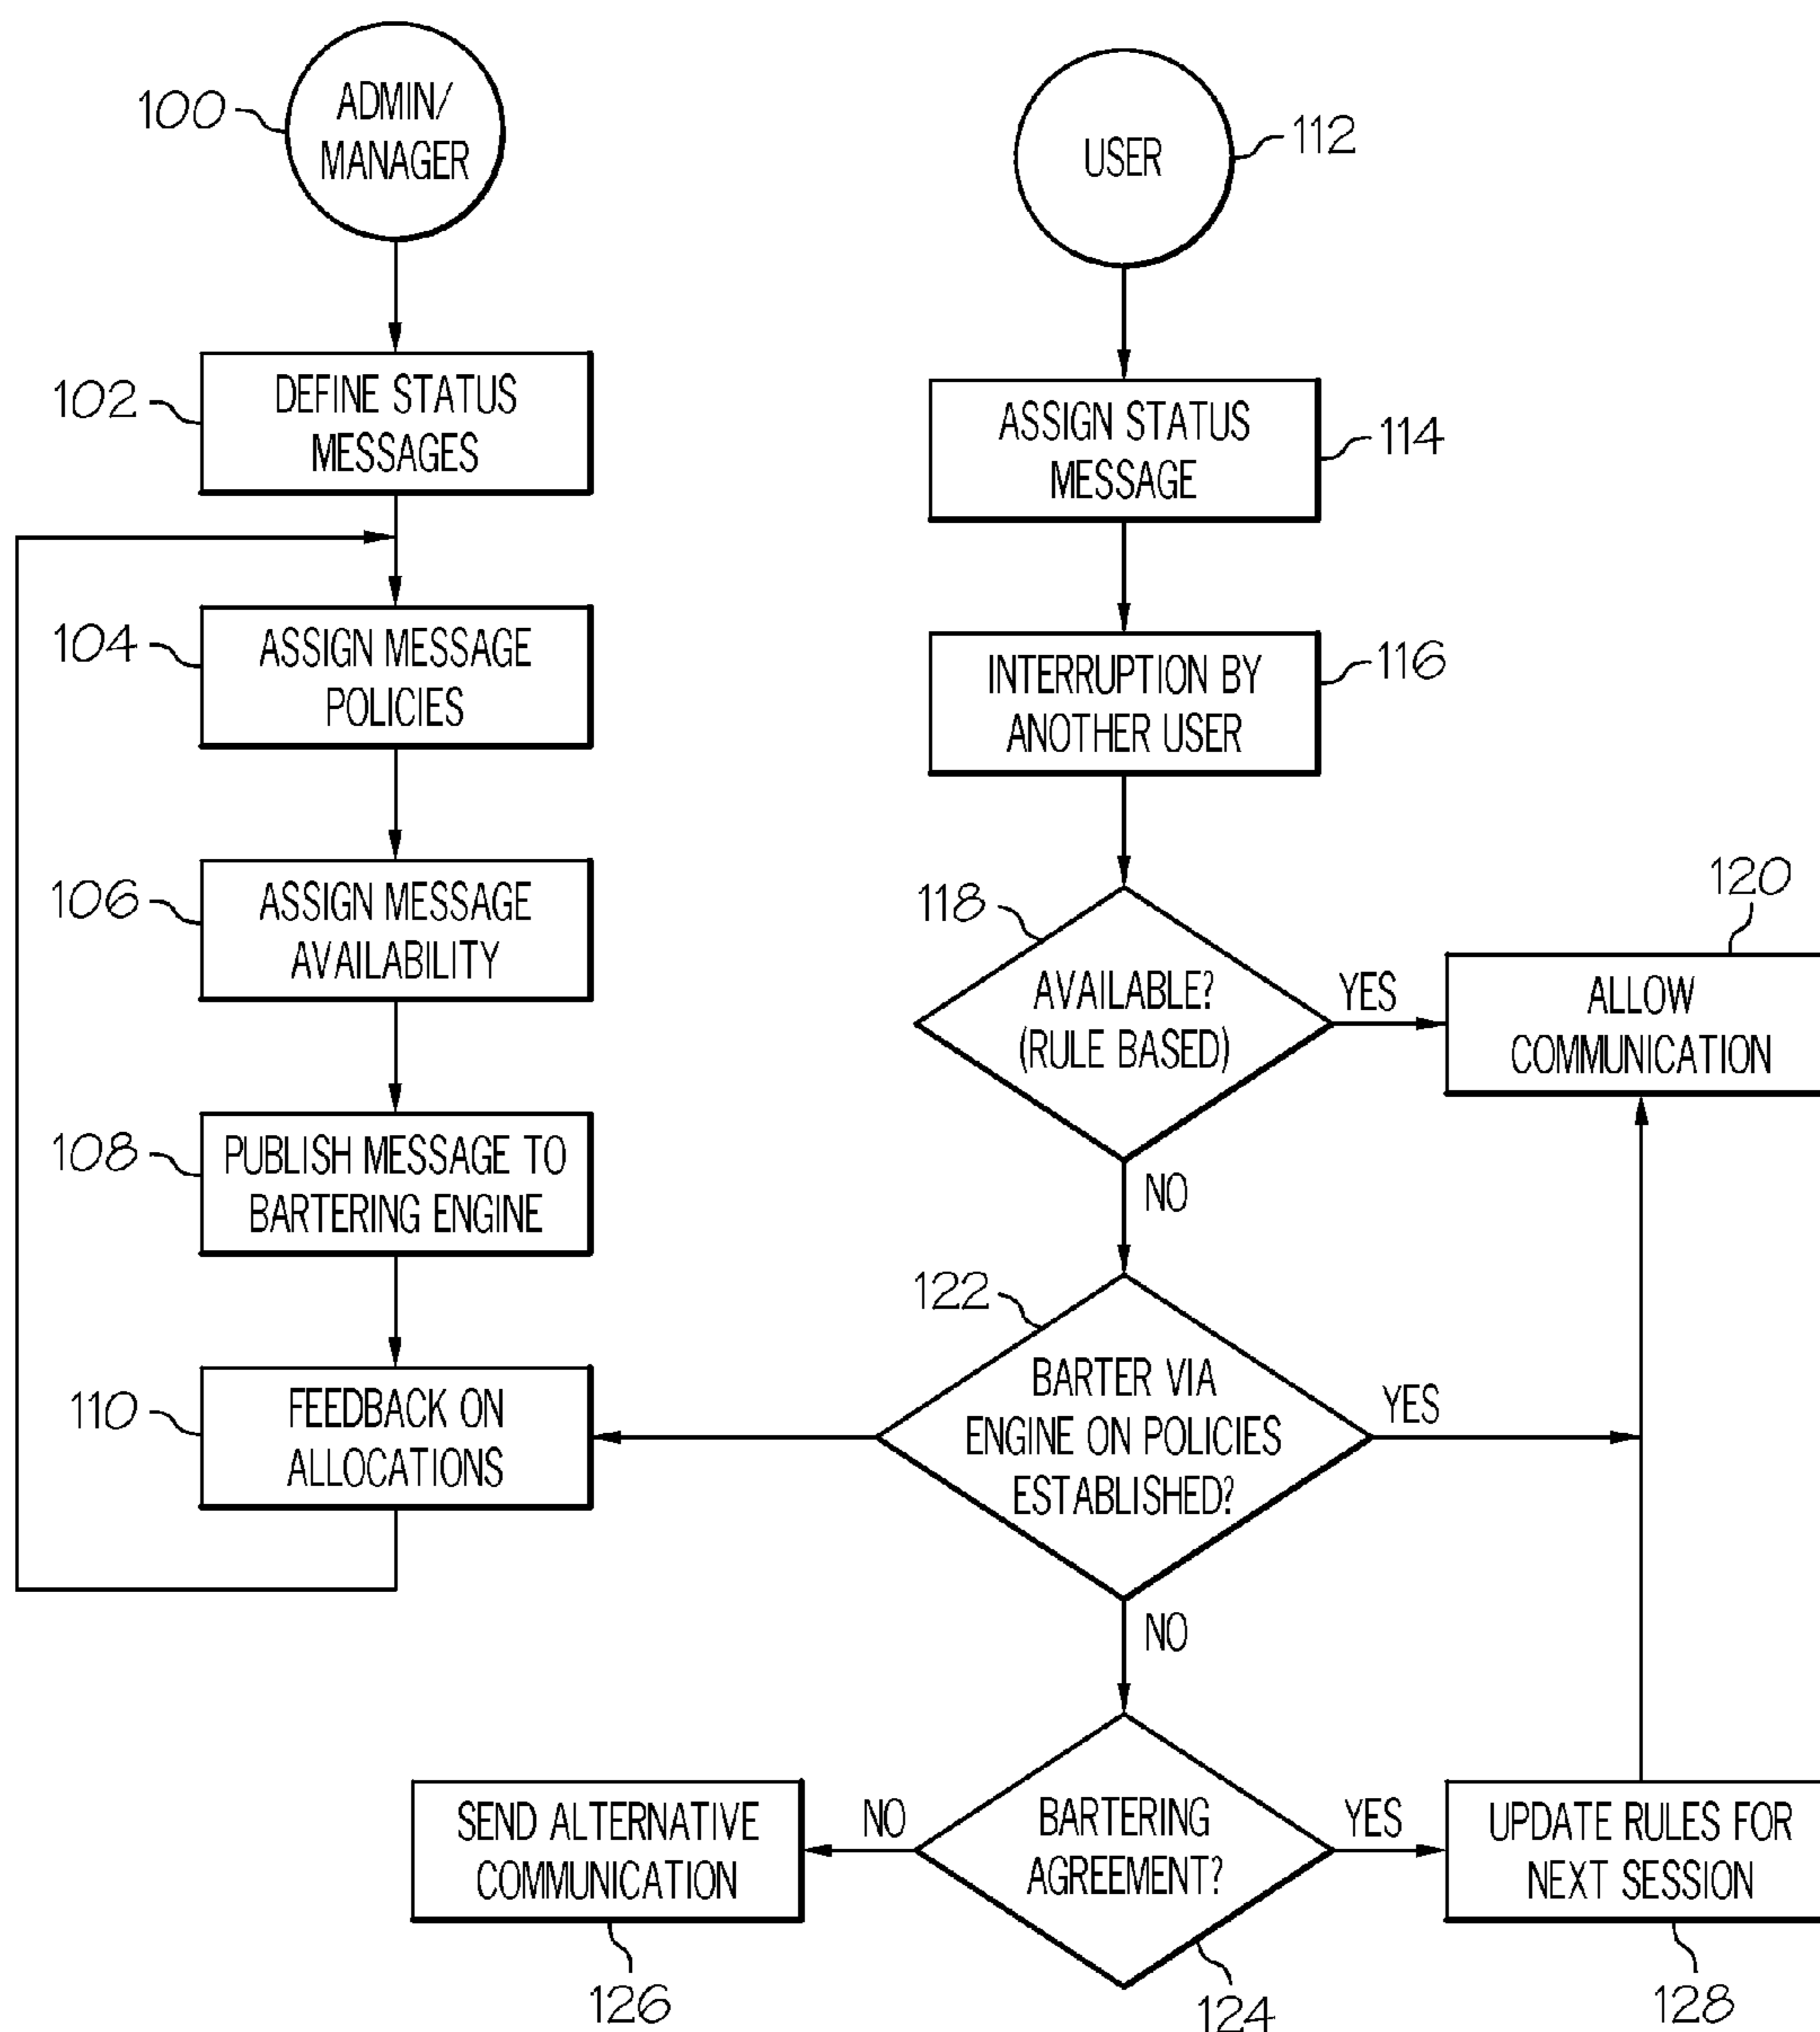 100
ADMIN/
MANAGER
102
DEFINE STATUS
MESSAGES
104
ASSIGN MESSAGE
POLICIES
106
ASSIGN MESSAGE
AVAILABILITY
108
PUBLISH MESSAGE TO
BARTERING ENGINE
110
FEEDBACK ON
ALLOCATIONS
USER
112
ASSIGN STATUS
MESSAGE
114
INTERRUPTION BY
ANOTHER USER
116
118
AVAILABLE?
(RULE BASED)
YES
120
ALLOW
COMMUNICATION
NO
122
BARTER VIA
ENGINE ON POLICIES
ESTABLISHED?
YES
NO
BARTERING
AGREEMENT?
124
NO
SEND ALTERNATIVE
COMMUNICATION
126
YES
UPDATE RULES FOR
NEXT SESSION
128